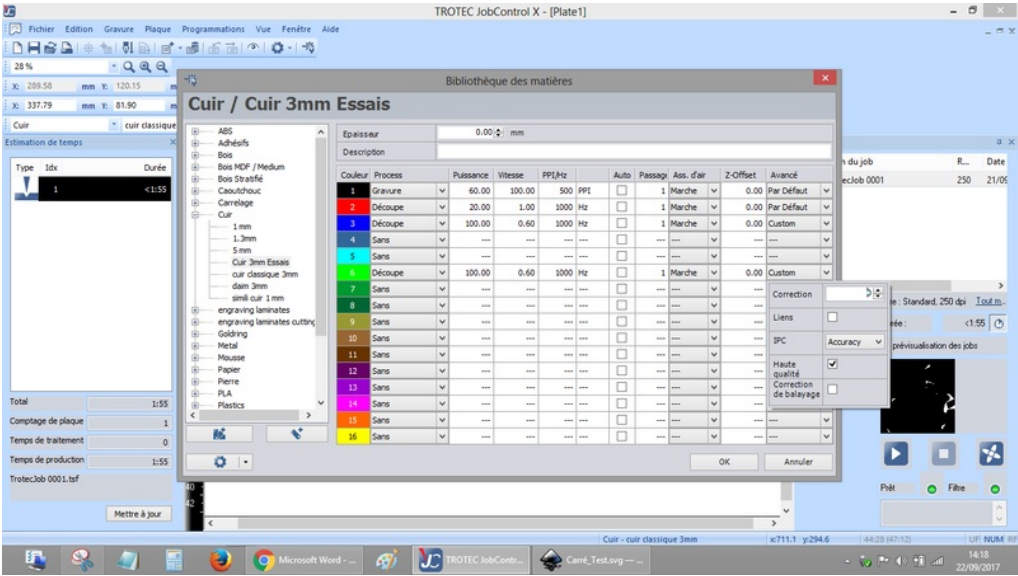 TROTEC JobControl X - [Plate1]
Fichier Edition Gravure Plaque Programmations Vue Fenêtre Aide
28 %
X: 289.58 mm Y: 120.15
X: 337.79 mm Y: 81.90
Cuir cuir classique
Estimation de temps
Type Idx Durée
1 <1:55
Total 1:55
Comptage de plaque 1
Temps de traitement 0
Temps de production 1:55
TrotecJob 0001.tsf
Mettre à jour
Bibliothèque des matières
Cuir / Cuir 3mm Essais
ABS
Adhésifs
Bois
Bois MDF / Medium
Bois Stratifié
Caoutchouc
Carrelage
Cuir
1 mm
1.3mm
5 mm
Cuir 3mm Essais
cuir classique 3mm
daim 3mm
simili cuir 1 mm
engraving laminates
engraving laminates cutting
Goldring
Metal
Mousse
Papier
Pierre
PLA
Plastics
Epaisseur 0.00 mm
Description
Couleur Process Puissance Vitesse PPI/Hz Auto Passage Ass. d'air Z-Offset Avancé
1 Gravure 60.00 100.00 500 PPI 1 Marche 0.00 Par Défaut
2 Découpe 20.00 1.00 1000 Hz 1 Marche 0.00 Par Défaut
3 Découpe 100.00 0.60 1000 Hz 1 Marche 0.00 Custom
4 Sans --- --- --- --- --- --- --- ---
5 Sans --- --- --- --- --- --- --- ---
6 Découpe 100.00 0.60 1000 Hz 1 Marche 0.00 Custom
7 Sans --- --- --- --- --- --- ---
8 Sans --- --- --- --- --- --- ---
9 Sans --- --- --- --- --- --- ---
10 Sans --- --- --- --- --- --- ---
11 Sans --- --- --- --- --- --- ---
12 Sans --- --- --- --- --- --- ---
13 Sans --- --- --- --- --- --- ---
14 Sans --- --- --- --- --- --- ---
15 Sans --- --- --- --- --- --- --- ---
16 Sans --- --- --- --- --- --- --- ---
Correction 5
Liens
IPC Accuracy
Haute
qualité
Correction
de balayage
OK Annuler
du job R... Date
ecJob 0001 250 21/09
: Standard, 250 dpi Tout m...
<1:55
prévisualisation des jobs
Prêt Filtre
40
42
Cuir - cuir classique 3mm x:711.1 y:294.6 44:28 (47:12) UF NUM RF
Microsoft Word - ... TROTEC JobContr... Carré_Test.svg — ...
14:18
22/09/2017